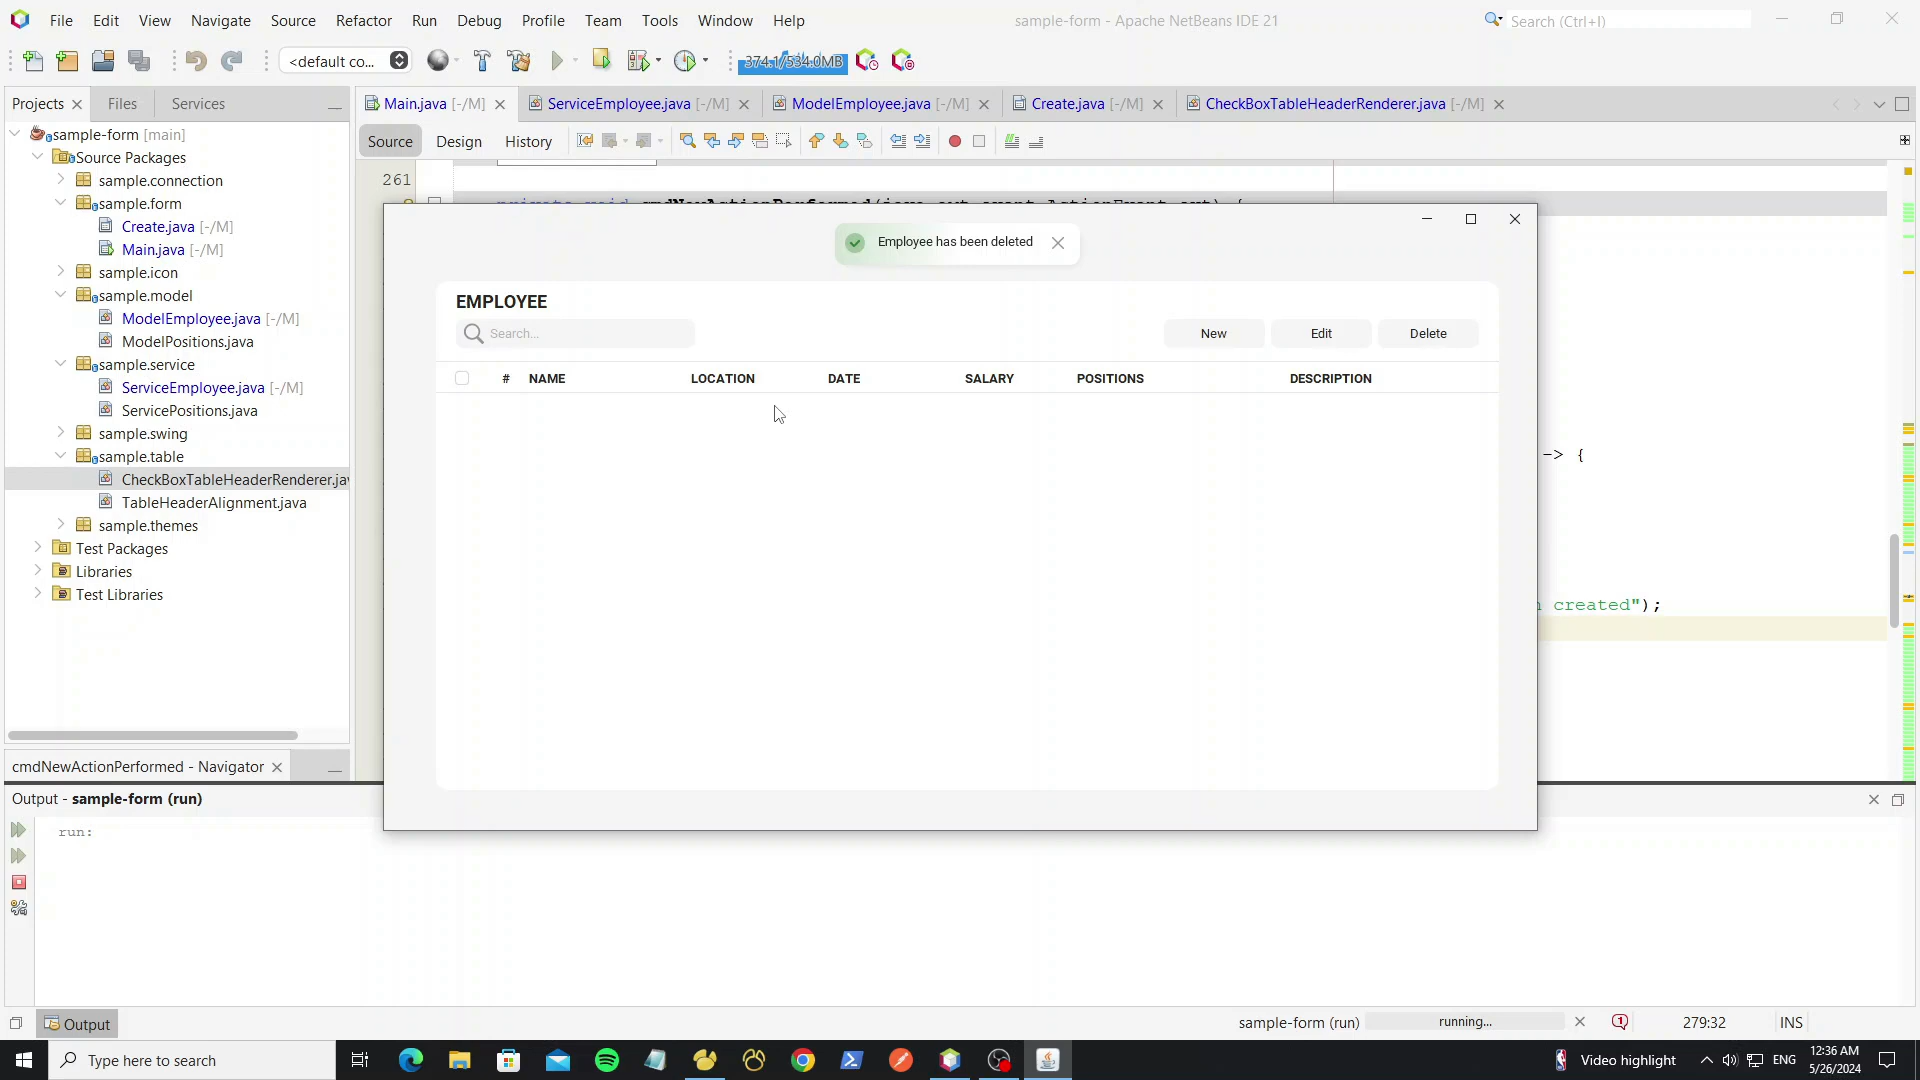 File Edit View Navigate Source Refactor Run Debug Profile Team Tools Window Help
sample-form - Apache NetBeans IDE 21
Search (Ctrl+I)
<default co...
374.1/534.0MB
Projects
Files
Services
Main.java [-/M]
ServiceEmployee.java [-/M]
ModelEmployee.java [-/M]
Create.java [-/M]
CheckBoxTableHeaderRenderer.java [-/M]
Source Design History
sample-form [main]
Source Packages
sample.connection
sample.form
Create.java [-/M]
Main.java [-/M]
sample.icon
sample.model
ModelEmployee.java [-/M]
ModelPositions.java
sample.service
ServiceEmployee.java [-/M]
ServicePositions.java
sample.swing
sample.table
CheckBoxTableHeaderRenderer.jav
TableHeaderAlignment.java
sample.themes
Test Packages
Libraries
Test Libraries
261
-> {
created");
Employee has been deleted
EMPLOYEE
Search...
New Edit Delete
# NAME LOCATION DATE SALARY POSITIONS DESCRIPTION
cmdNewActionPerformed - Navigator
Output - sample-form (run)
run:
Output
sample-form (run)
running...
1
279:32
INS
Type here to search
Video highlight
ENG
12:36 AM
5/26/2024